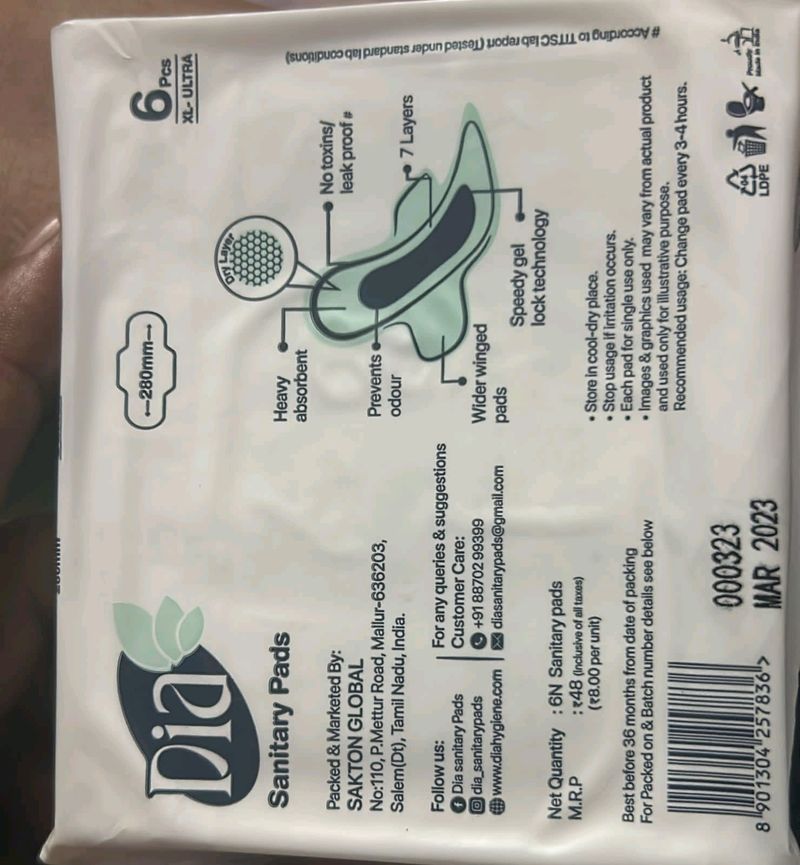 Dia
Sanitary Pads
Packed & Marketed By:
SAKTON GLOBAL
No:110, P.Mettur Road, Mallur-636203,
Salem(Dt), Tamil Nadu, India.
Follow us:
Dia sanitary Pads
dia_sanitarypads
www.diahygiene.com
For any queries & suggestions
Customer Care:
+91 88702 99399
diasanitarypads@gmail.com
Net Quantity : 6N Sanitary pads
M.R.P : ₹48 (Inclusive of all taxes)
(₹8.00 per unit)
Best before 36 months from date of packing
For Packed on & Batch number details see below
8 901304 257836 >
000323
MAR 2023
280mm
6 Pcs
XL- ULTRA
Dry Layer
Heavy
absorbent
No toxins/
leak proof #
Prevents
odour
7 Layers
Wider winged
pads
Speedy gel
lock technology
• Store in cool-dry place.
• Stop usage if irritation occurs.
• Each pad for single use only.
• Images & graphics used may vary from actual product
and used only for illustrative purpose.
Recommended usage: Change pad every 3-4 hours.
04
LDPE
Proudly
Made in India
# According to TITSC lab report (Tested under standard lab conditions)